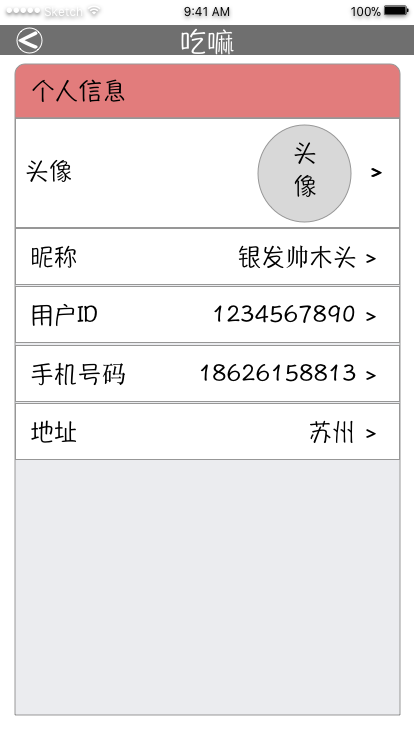 Sketch 9:41 AM 100%
吃嘛
个人信息
头像
头
像
>
昵称 银发帅木头 >
用户ID 1234567890 >
手机号码 18626158813 >
地址 苏州 >